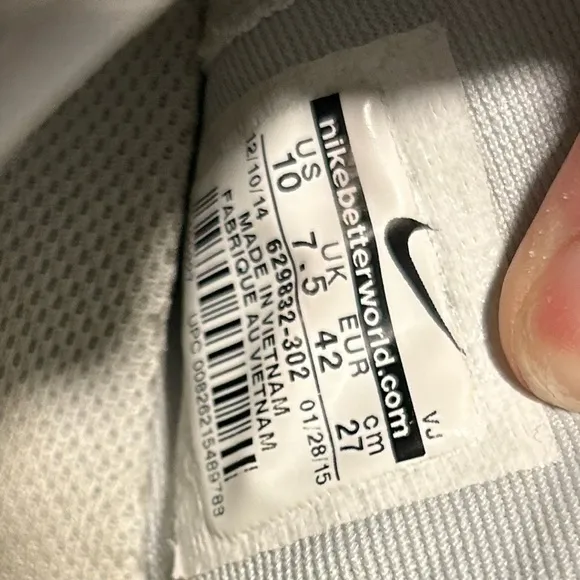 VJ
nikebetterworld.com
US UK EUR cm
10 7.5 42 27
12/10/14 629832-302 01/28/15
MADE IN VIETNAM
FABRIQUE AU VIETNAM